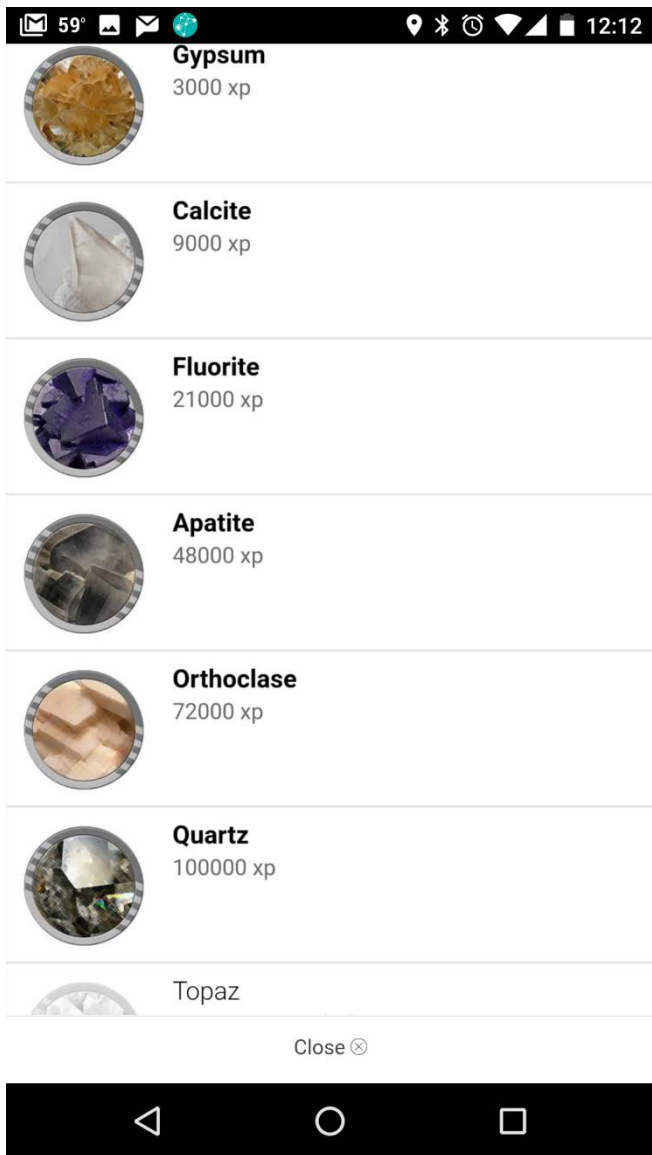 59°
12:12
Gypsum
3000 xp
Calcite
9000 xp
Fluorite
21000 xp
Apatite
48000 xp
Orthoclase
72000 xp
Quartz
100000 xp
Topaz
Close